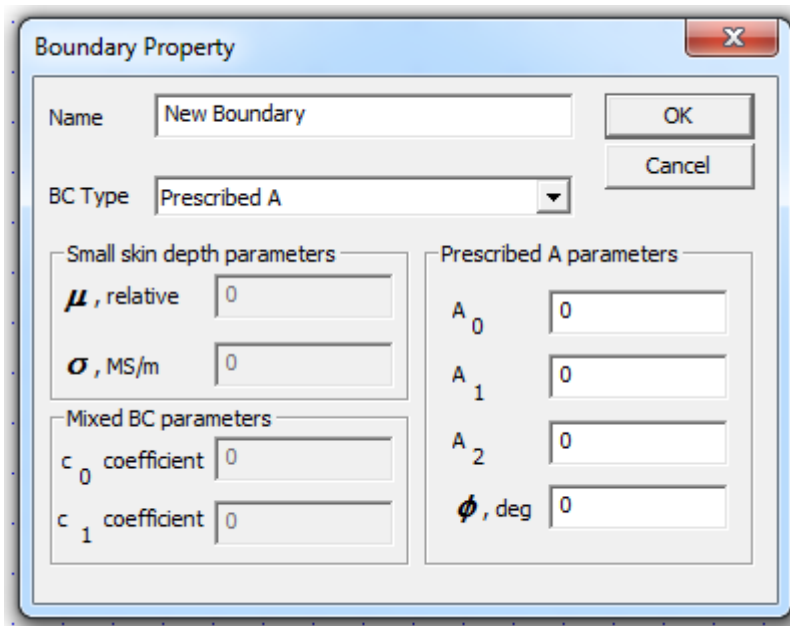 Boundary Property
X
Name New Boundary
OK
Cancel
BC Type Prescribed A
Small skin depth parameters
μ, relative 0
σ, MS/m 0
Mixed BC parameters
c 0 coefficient 0
c 1 coefficient 0
Prescribed A parameters
A 0 0
A 1 0
A 2 0
ϕ, deg 0